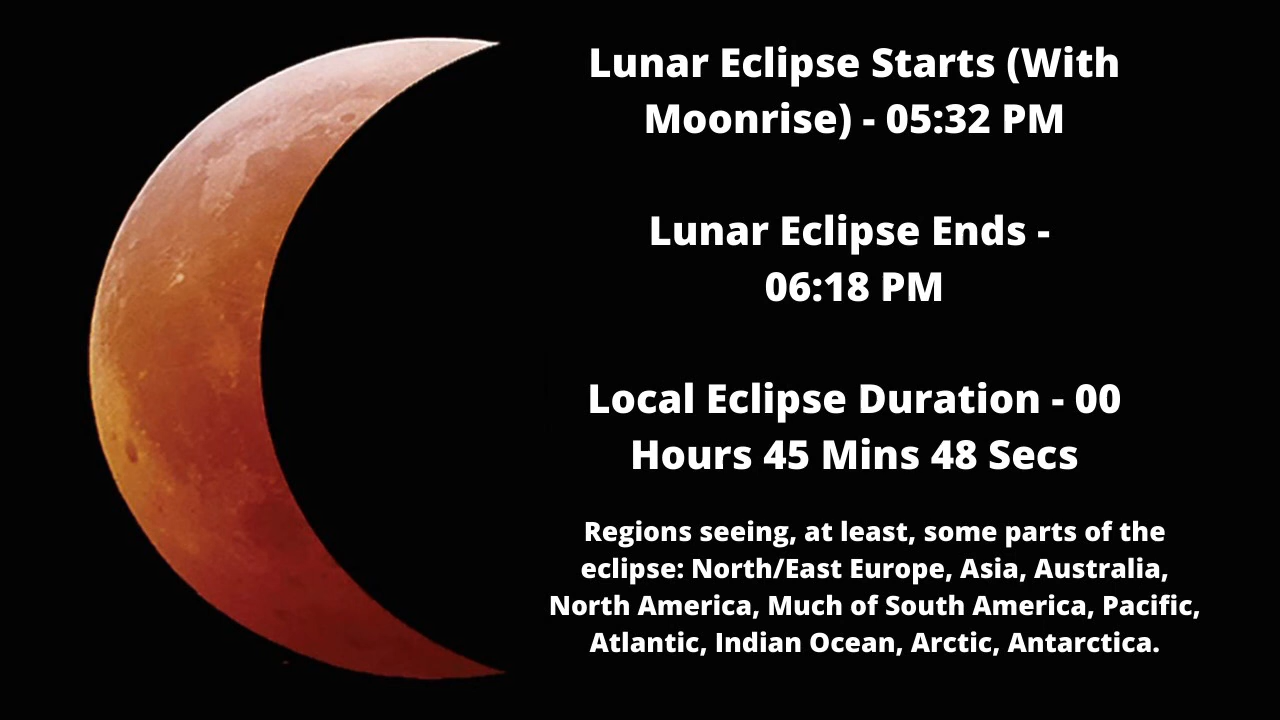 Lunar Eclipse Starts (With
Moonrise) - 05:32 PM
Lunar Eclipse Ends -
06:18 PM
Local Eclipse Duration - 00
Hours 45 Mins 48 Secs
Regions seeing, at least, some parts of the
eclipse: North/East Europe, Asia, Australia,
North America, Much of South America, Pacific,
Atlantic, Indian Ocean, Arctic, Antarctica.